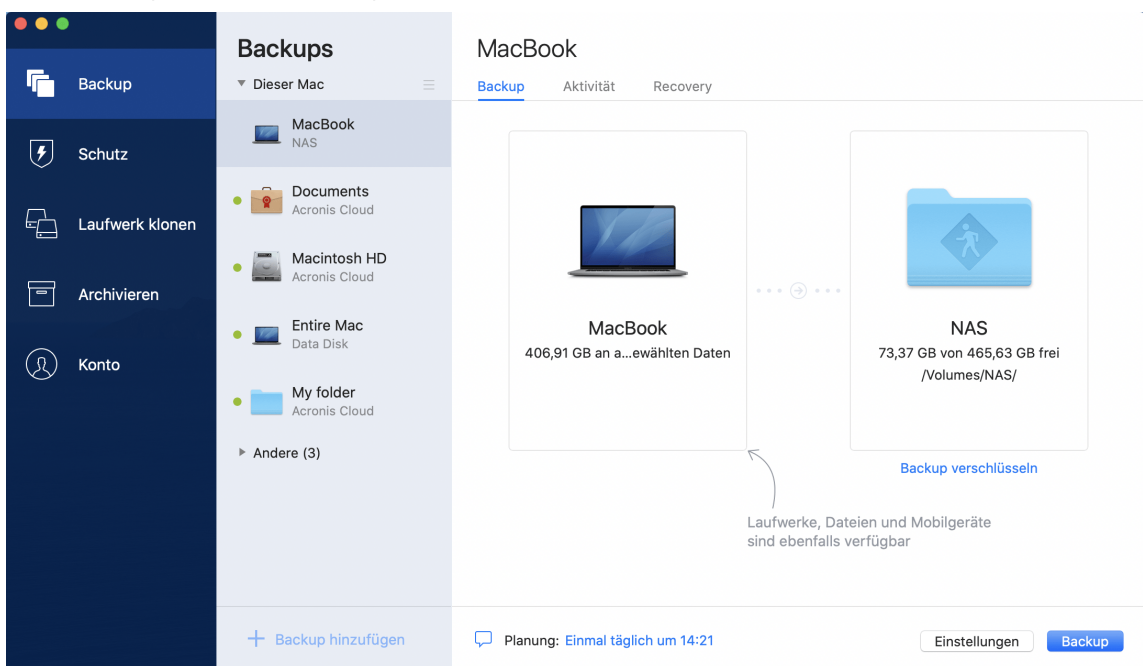 Backup
Schutz
Laufwerk klonen
Archivieren
Konto
Backups
Dieser Mac
MacBook
NAS
Documents
Acronis Cloud
Macintosh HD
Acronis Cloud
Entire Mac
Data Disk
My folder
Acronis Cloud
Andere (3)
Backup hinzufügen
MacBook
Backup Aktivität Recovery
MacBook
406,91 GB an a...ewählten Daten
NAS
73,37 GB von 465,63 GB frei
/Volumes/NAS/
Backup verschlüsseln
Laufwerke, Dateien und Mobilgeräte
sind ebenfalls verfügbar
Planung: Einmal täglich um 14:21
Einstellungen
Backup